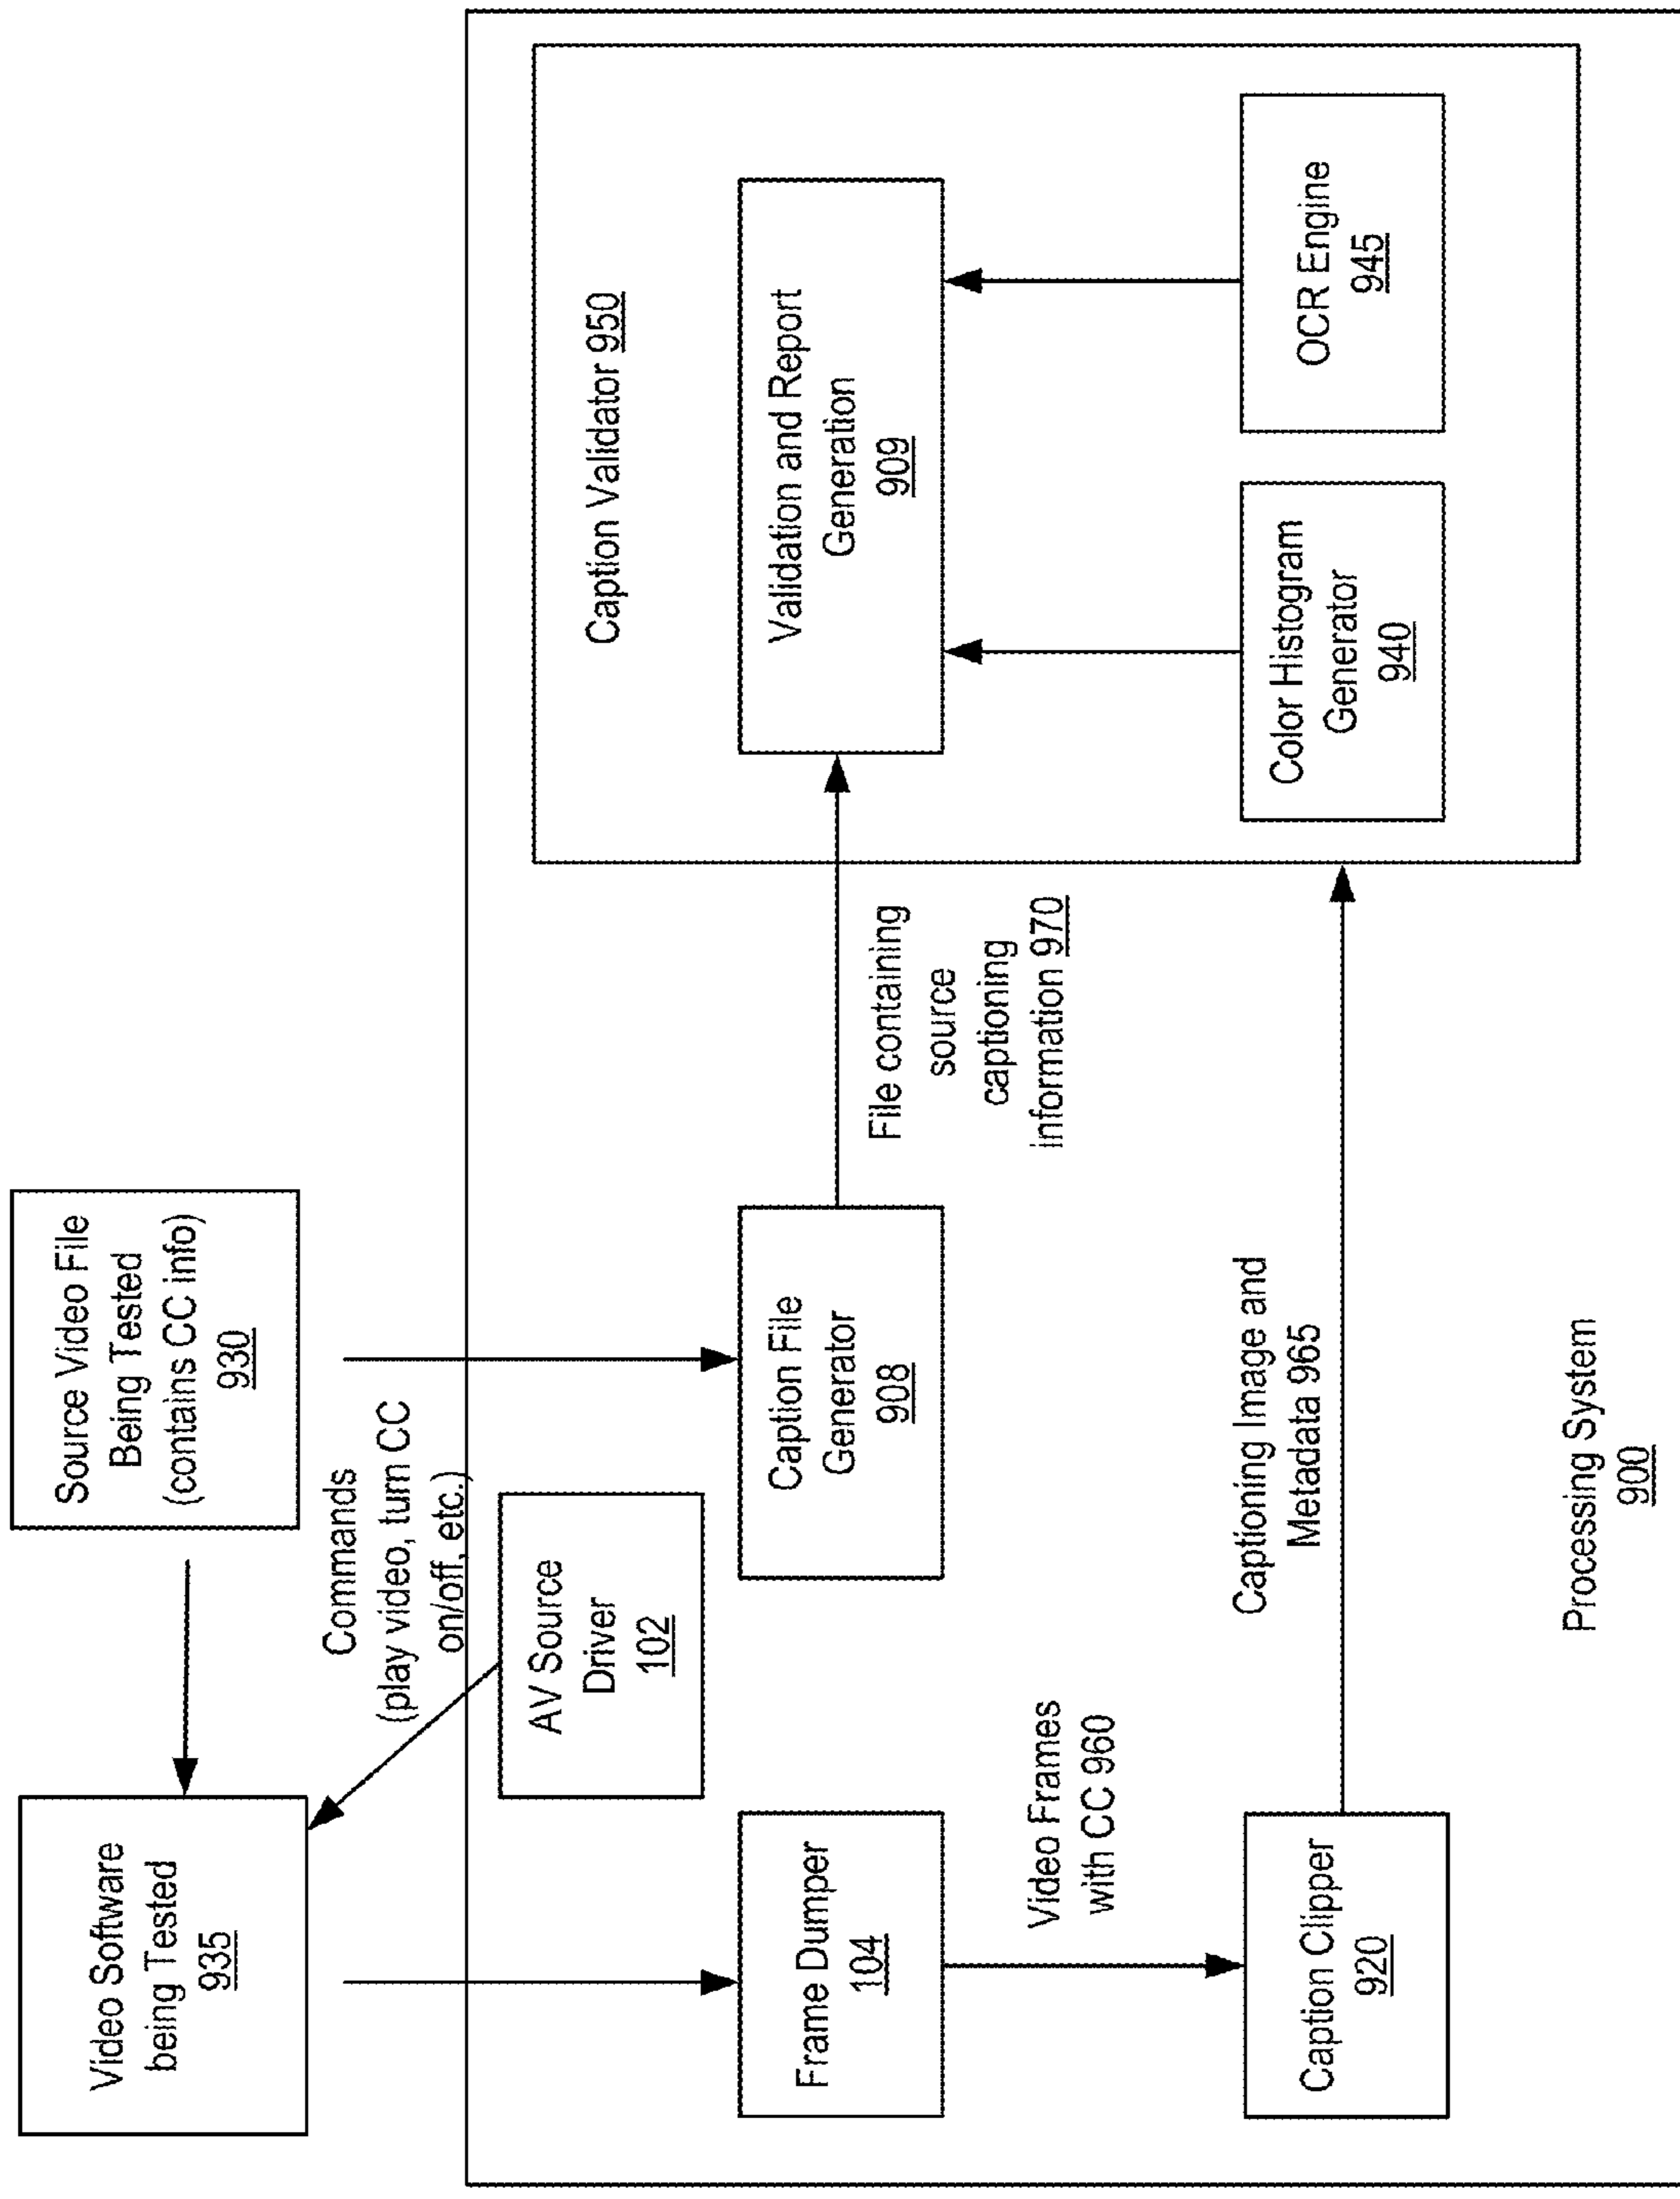 Video Software
being Tested
935
Source Video File
Being Tested
(contains CC info)
930
Commands
(play video, turn CC
on/off, etc.)
AV Source
Driver
102
Frame Dumper
104
Caption File
Generator
908
Video Frames
with CC 960
File containing
source
captioning
information 970
Caption Validator 950
Validation and Report
Generation
909
Caption Clipper
920
Captioning Image and
Metadata 965
Color Histogram
Generator
940
OCR Engine
945
Processing System
900